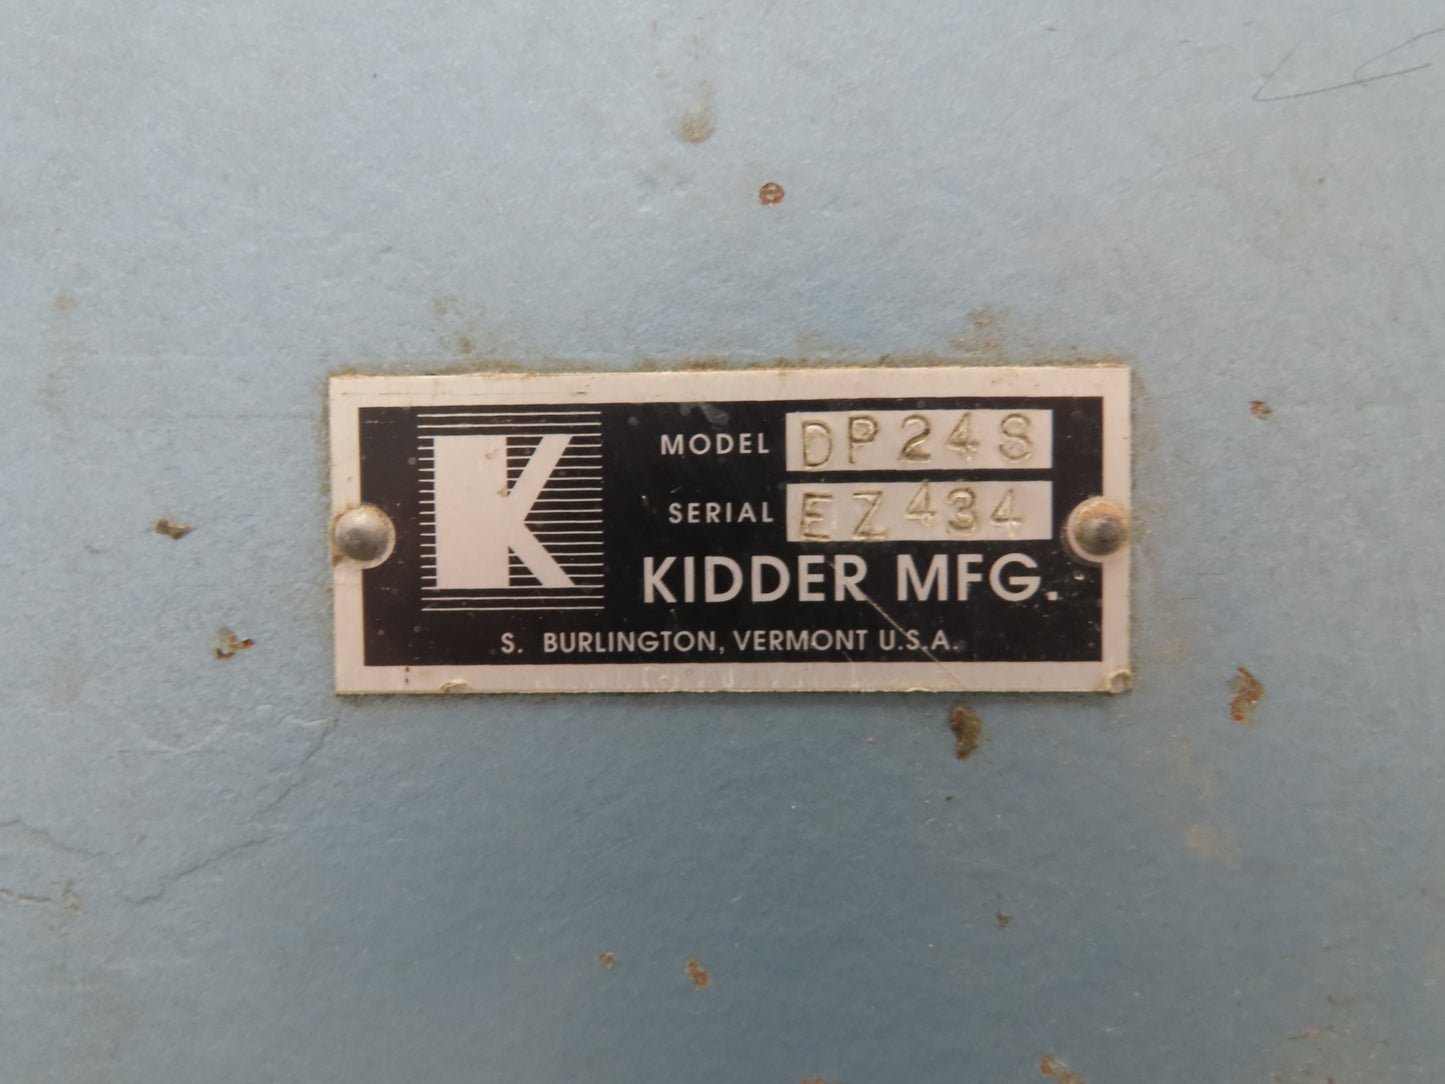 K
MODEL DP24S
SERIAL EZ434
KIDDER MFG.
S. BURLINGTON, VERMONT U.S.A.